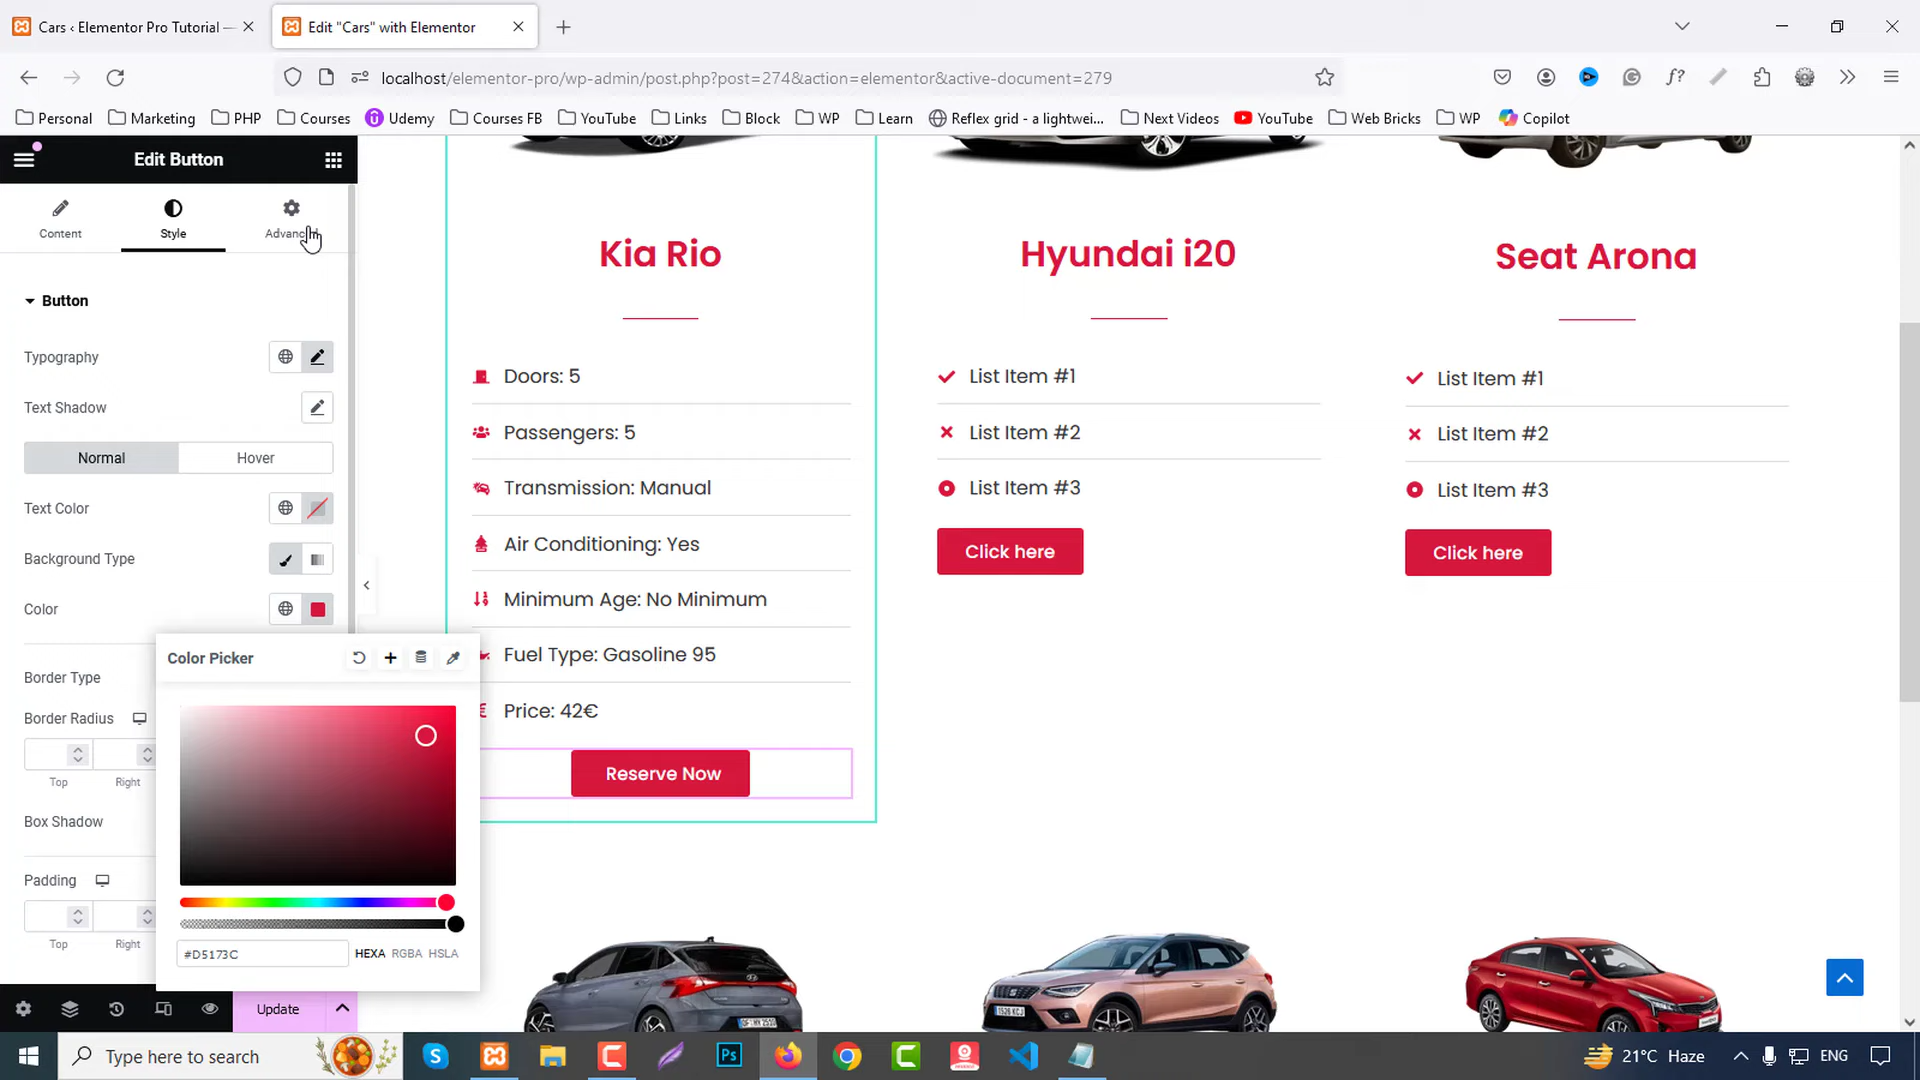 Cars ‹ Elementor Pro Tutorial —
Edit "Cars" with Elementor
localhost/elementor-pro/wp-admin/post.php?post=274&action=elementor&active-document=279
f?
Personal
Marketing
PHP
Courses
Udemy
Courses FB
YouTube
Links
Block
WP
Learn
Reflex grid - a lightwei...
Next Videos
YouTube
Web Bricks
WP
Copilot
Edit Button
Content
Style
Advanced
Button
Typography
Text Shadow
Normal
Hover
Text Color
Background Type
Color
Border Type
Border Radius
Top
Right
Box Shadow
Padding
Top
Right
Color Picker
#D5173C
HEXA
RGBA
HSLA
Update
Kia Rio
Doors: 5
Passengers: 5
Transmission: Manual
Air Conditioning: Yes
Minimum Age: No Minimum
Fuel Type: Gasoline 95
Price: 42€
Reserve Now
Hyundai i20
List Item #1
List Item #2
List Item #3
Click here
Seat Arona
List Item #1
List Item #2
List Item #3
Click here
Type here to search
Ps
21°C Haze
ENG